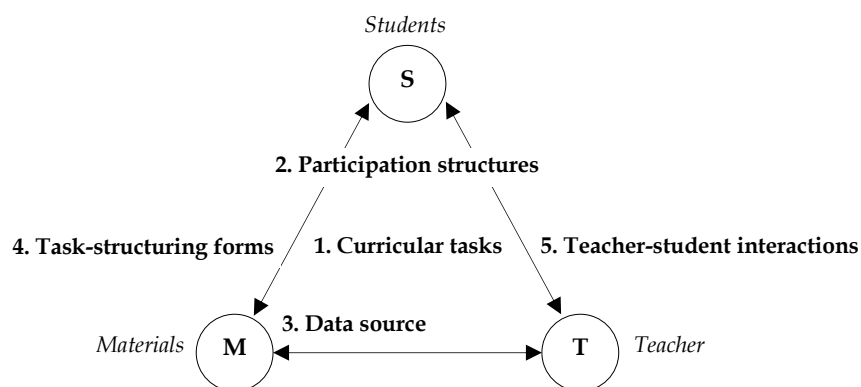 Students
S
2. Participation structures
4. Task-structuring forms
1. Curricular tasks
5. Teacher-student interactions
3. Data source
Materials
M
T
Teacher